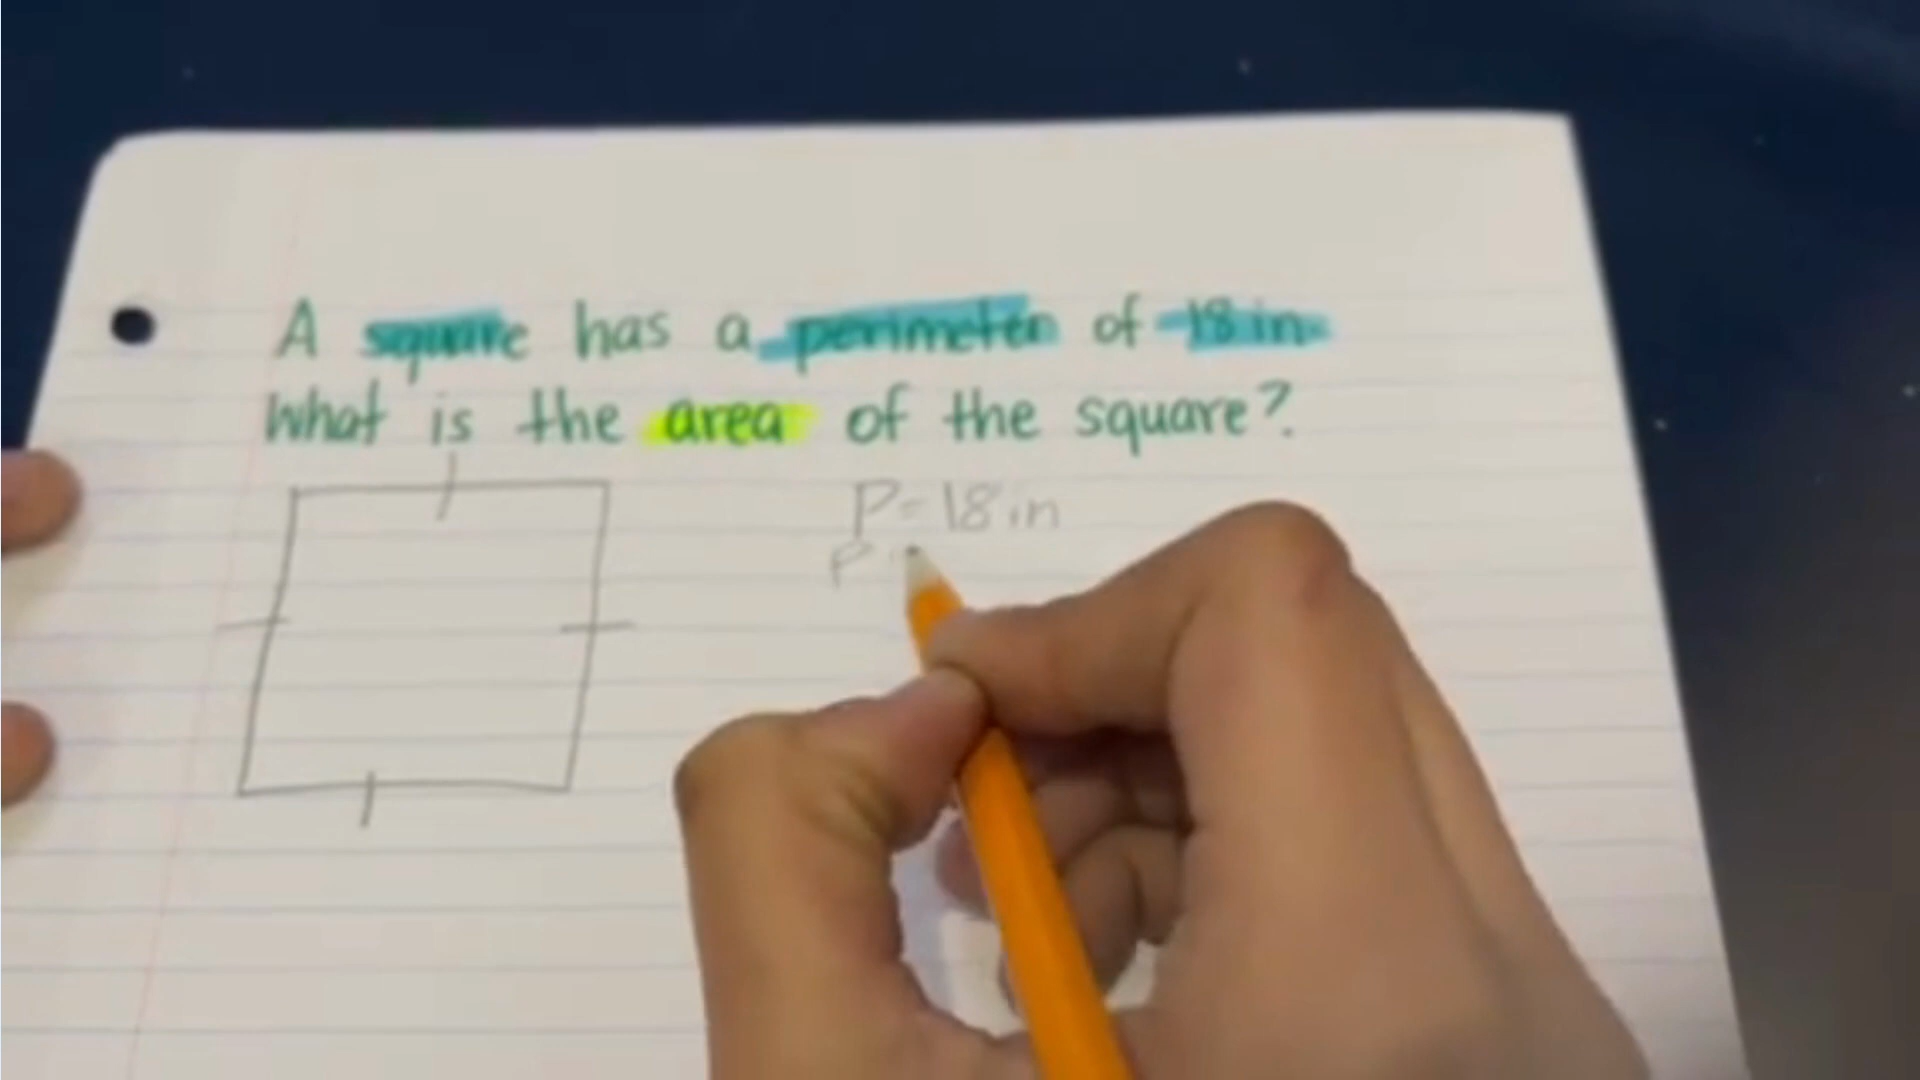 A square has a perimeter of 18 in.
What is the area of the square?
P = 18 in
P =